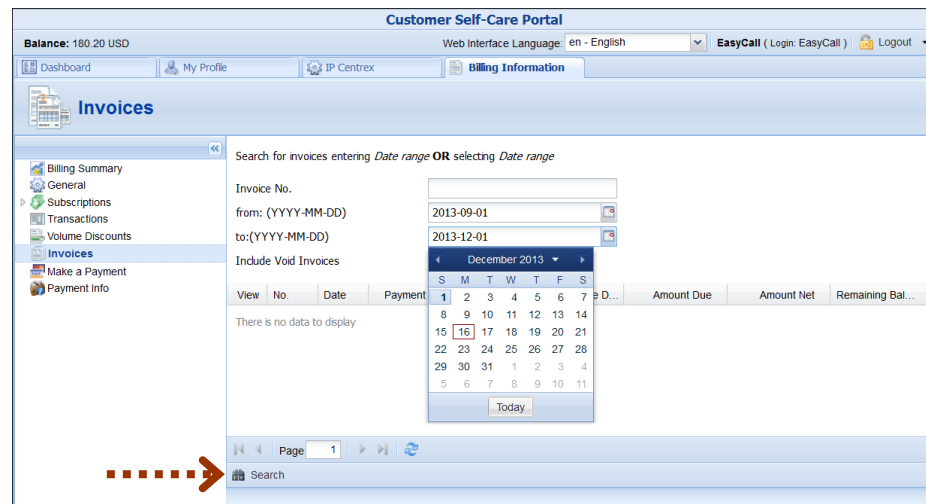 Customer Self-Care Portal
Balance: 180.20 USD Web Interface Language: en - English EasyCall ( Login: EasyCall ) Logout
Dashboard My Profile IP Centrex Billing Information
Invoices
Billing Summary
General
Subscriptions
Transactions
Volume Discounts
Invoices
Make a Payment
Payment Info
Search for invoices entering Date range OR selecting Date range
Invoice No.
from: (YYYY-MM-DD) 2013-09-01
to:(YYYY-MM-DD) 2013-12-01
Include Void Invoices
December 2013
S M T W T F S
1 2 3 4 5 6 7
8 9 10 11 12 13 14
15 16 17 18 19 20 21
22 23 24 25 26 27 28
29 30 31 1 2 3 4
5 6 7 8 9 10 11
Today
View No. Date Payment D... Amount Due Amount Net Remaining Bal...
There is no data to display
Page 1
Search